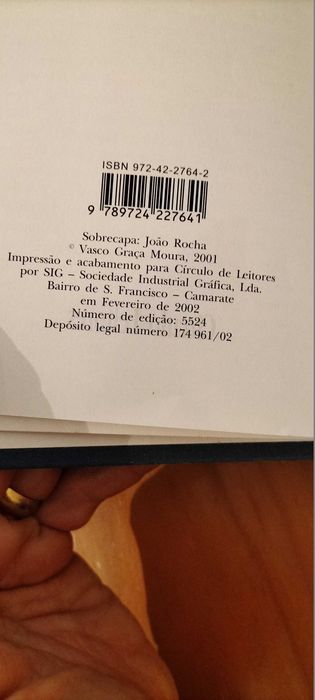 ISBN 972-42-2764-2
9 789724 227641
Sobrecapa: João Rocha
© Vasco Graça Moura, 2001
Impressão e acabamento para Círculo de Leitores
por SIG – Sociedade Industrial Gráfica, Lda.
Bairro de S. Francisco – Camarate
em Fevereiro de 2002
Número de edição: 5524
Depósito legal número 174 961/02